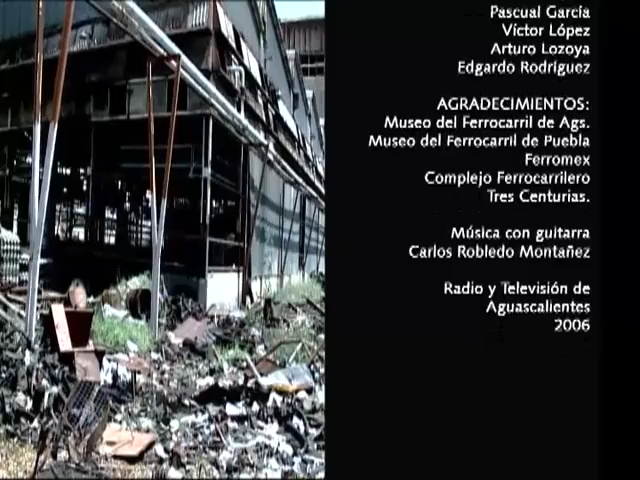 Pascual García
Víctor López
Arturo Lozoya
Edgardo Rodríguez
AGRADECIMIENTOS:
Museo del Ferrocarril de Ags.
Museo del Ferrocarril de Puebla
Ferromex
Complejo Ferrocarrilero
Tres Centurias.
Música con guitarra
Carlos Robledo Montañez
Radio y Televisión de
Aguascalientes
2006